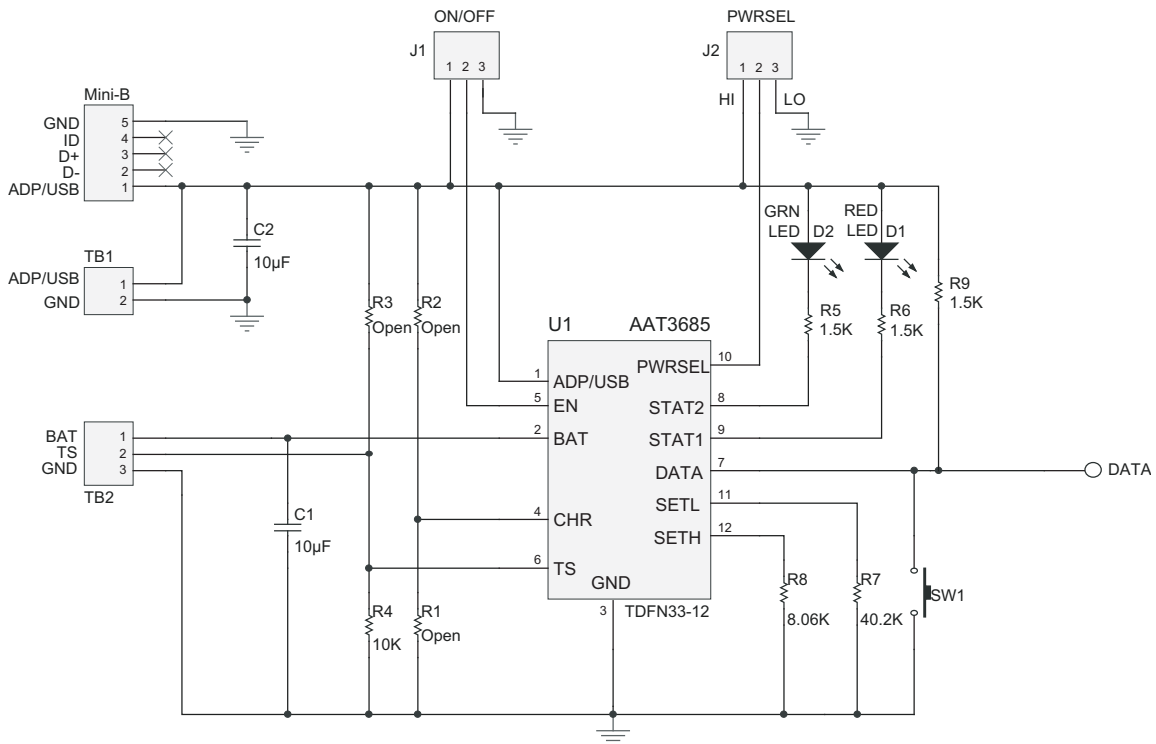 ON/OFF
J1
1 2 3
PWRSEL
J2
1 2 3
HI
LO
Mini-B
GND 5
ID 4
D+ 3
D- 2
ADP/USB 1
C2
10µF
TB1
ADP/USB 1
GND 2
GRN
LED D2
RED
LED D1
R9
1.5K
R5
1.5K
R6
1.5K
R3
Open
R2
Open
U1
AAT3685
1 ADP/USB
5 EN
2 BAT
4 CHR
6 TS
GND
3
PWRSEL 10
STAT2 8
STAT1 9
DATA 7
SETL 11
SETH 12
TDFN33-12
DATA
BAT 1
TS 2
GND 3
TB2
C1
10µF
R4
10K
R1
Open
R8
8.06K
R7
40.2K
SW1